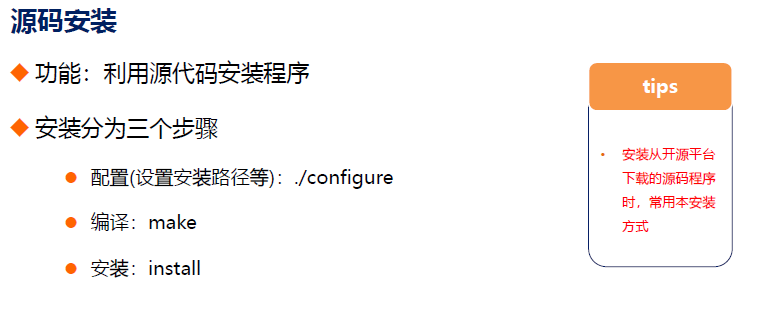 源码安装
功能：利用源代码安装程序
安装分为三个步骤
配置(设置安装路径等)：./configure
编译：make
安装：install
tips
安装从开源平台
下载的源码程序
时，常用本安装
方式